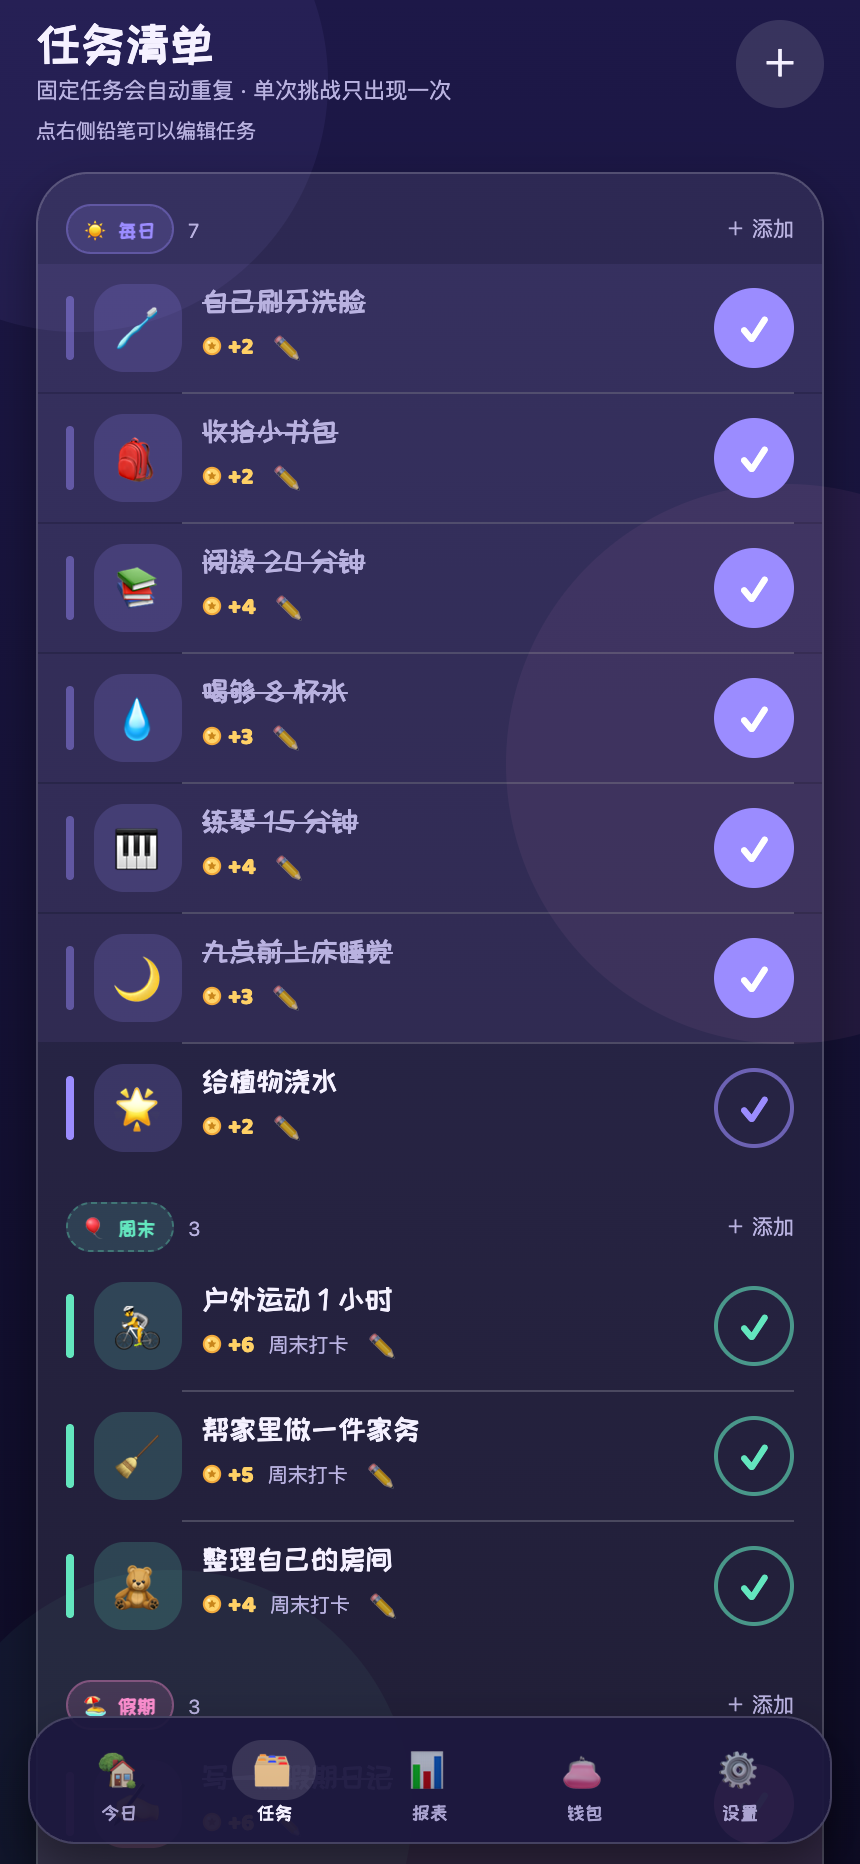 任务清单
固定任务会自动重复 · 单次挑战只出现一次
点右侧铅笔可以编辑任务
每日 7 + 添加
自己刷牙洗脸
+2
收拾小书包
+2
阅读 20 分钟
+4
喝够 8 杯水
+3
练琴 15 分钟
+4
九点前上床睡觉
+3
给植物浇水
+2
周末 3 + 添加
户外运动 1 小时
+6 周末打卡
帮家里做一件家务
+5 周末打卡
整理自己的房间
+4 周末打卡
假期 3 + 添加
写一 假期日记
+6
今日 任务 报表 钱包 设置